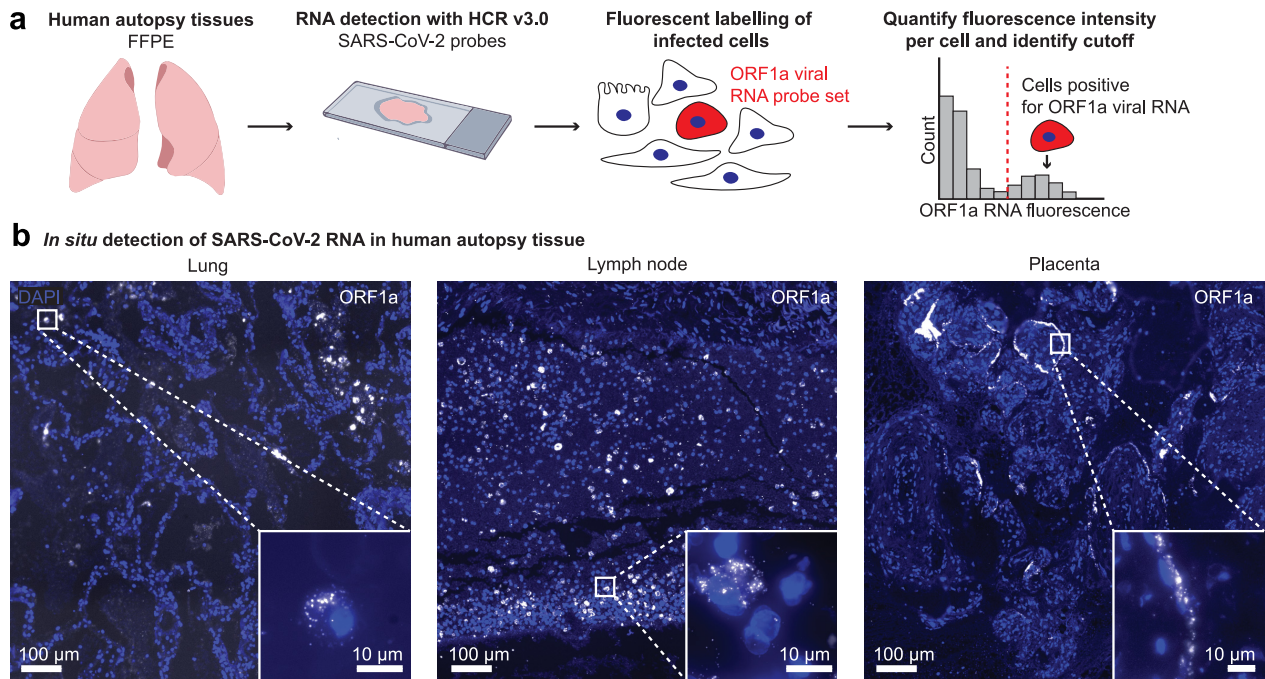 a
Human autopsy tissues
FFPE
RNA detection with HCR v3.0
SARS-CoV-2 probes
Fluorescent labelling of
infected cells
ORF1a viral
RNA probe set
Quantify fluorescence intensity
per cell and identify cutoff
Cells positive
for ORF1a viral RNA
Count
ORF1a RNA fluorescence
b In situ detection of SARS-CoV-2 RNA in human autopsy tissue
Lung
DAPI
ORF1a
100 µm
10 µm
Lymph node
ORF1a
100 µm
10 µm
Placenta
ORF1a
100 µm
10 µm